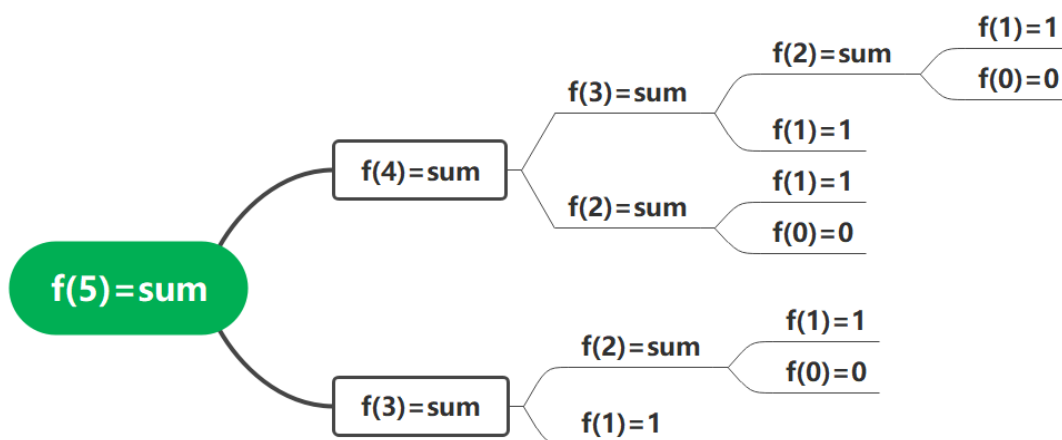 f(1)=1
f(2)=sum
f(0)=0
f(3)=sum
f(1)=1
f(4)=sum
f(1)=1
f(2)=sum
f(0)=0
f(5)=sum
f(1)=1
f(2)=sum
f(0)=0
f(3)=sum
f(1)=1